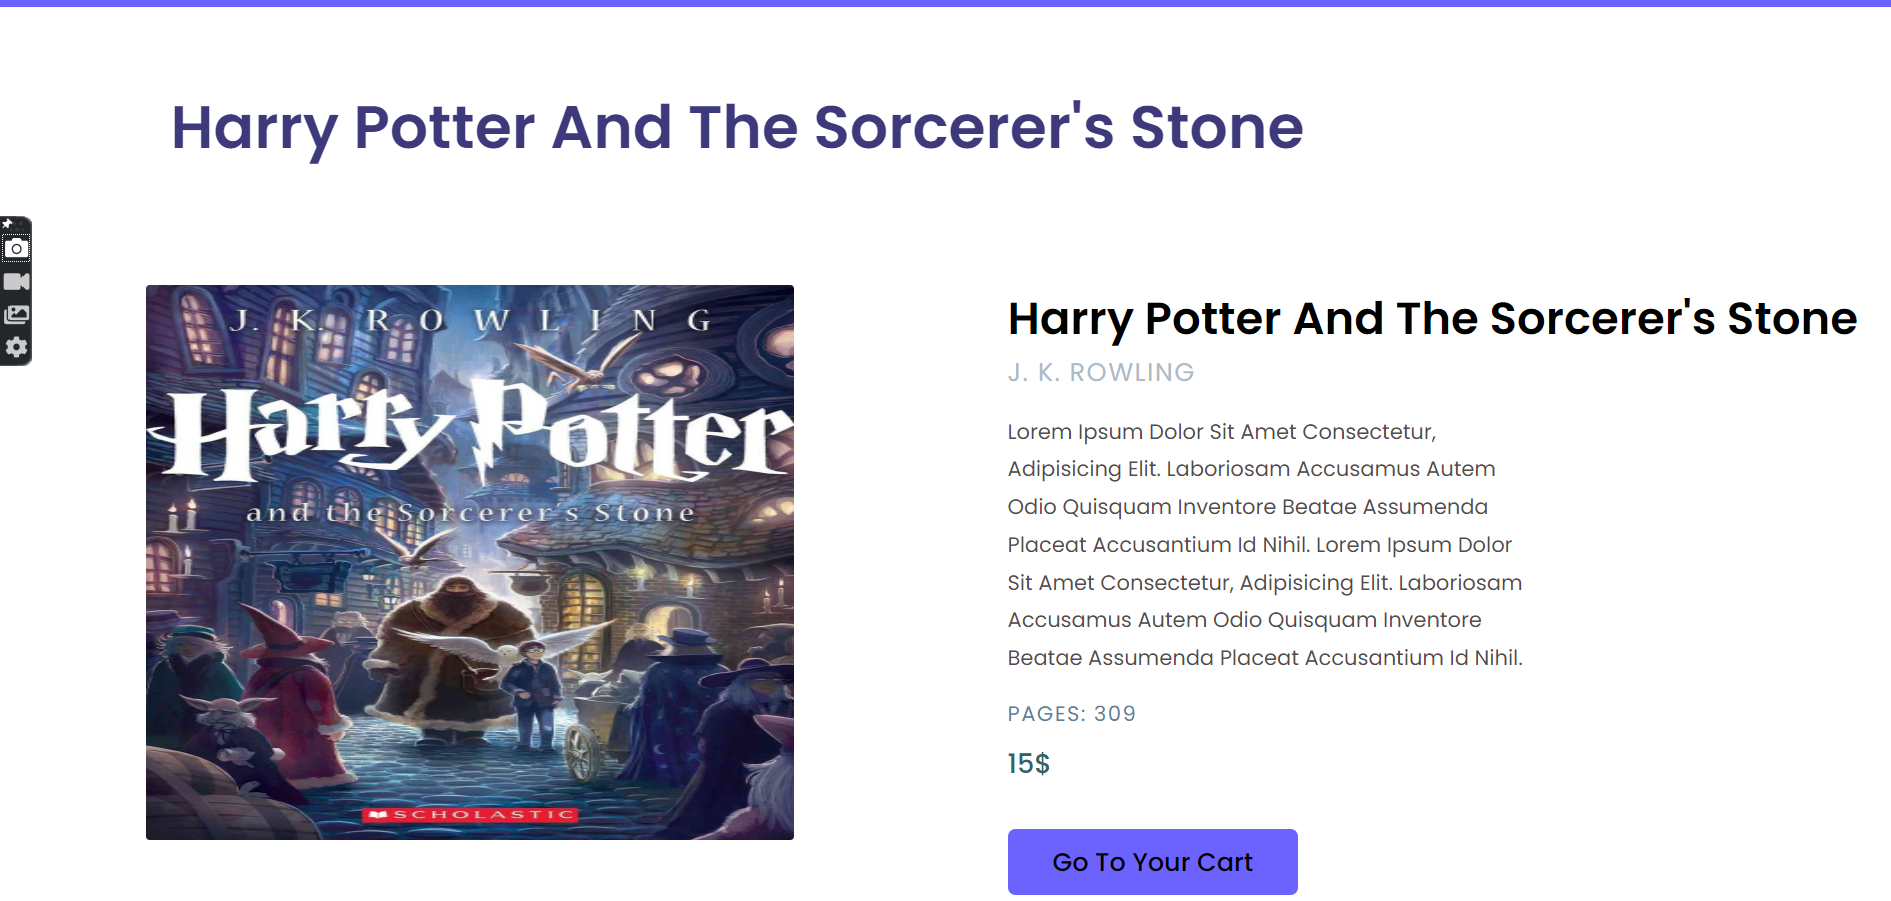 Harry Potter And The Sorcerer's Stone
J. K. ROWLING
Harry Potter
and the Sorcerer's Stone
SCHOLASTIC
Harry Potter And The Sorcerer's Stone
J. K. ROWLING
Lorem Ipsum Dolor Sit Amet Consectetur,
Adipisicing Elit. Laboriosam Accusamus Autem
Odio Quisquam Inventore Beatae Assumenda
Placeat Accusantium Id Nihil. Lorem Ipsum Dolor
Sit Amet Consectetur, Adipisicing Elit. Laboriosam
Accusamus Autem Odio Quisquam Inventore
Beatae Assumenda Placeat Accusantium Id Nihil.
PAGES: 309
15$
Go To Your Cart